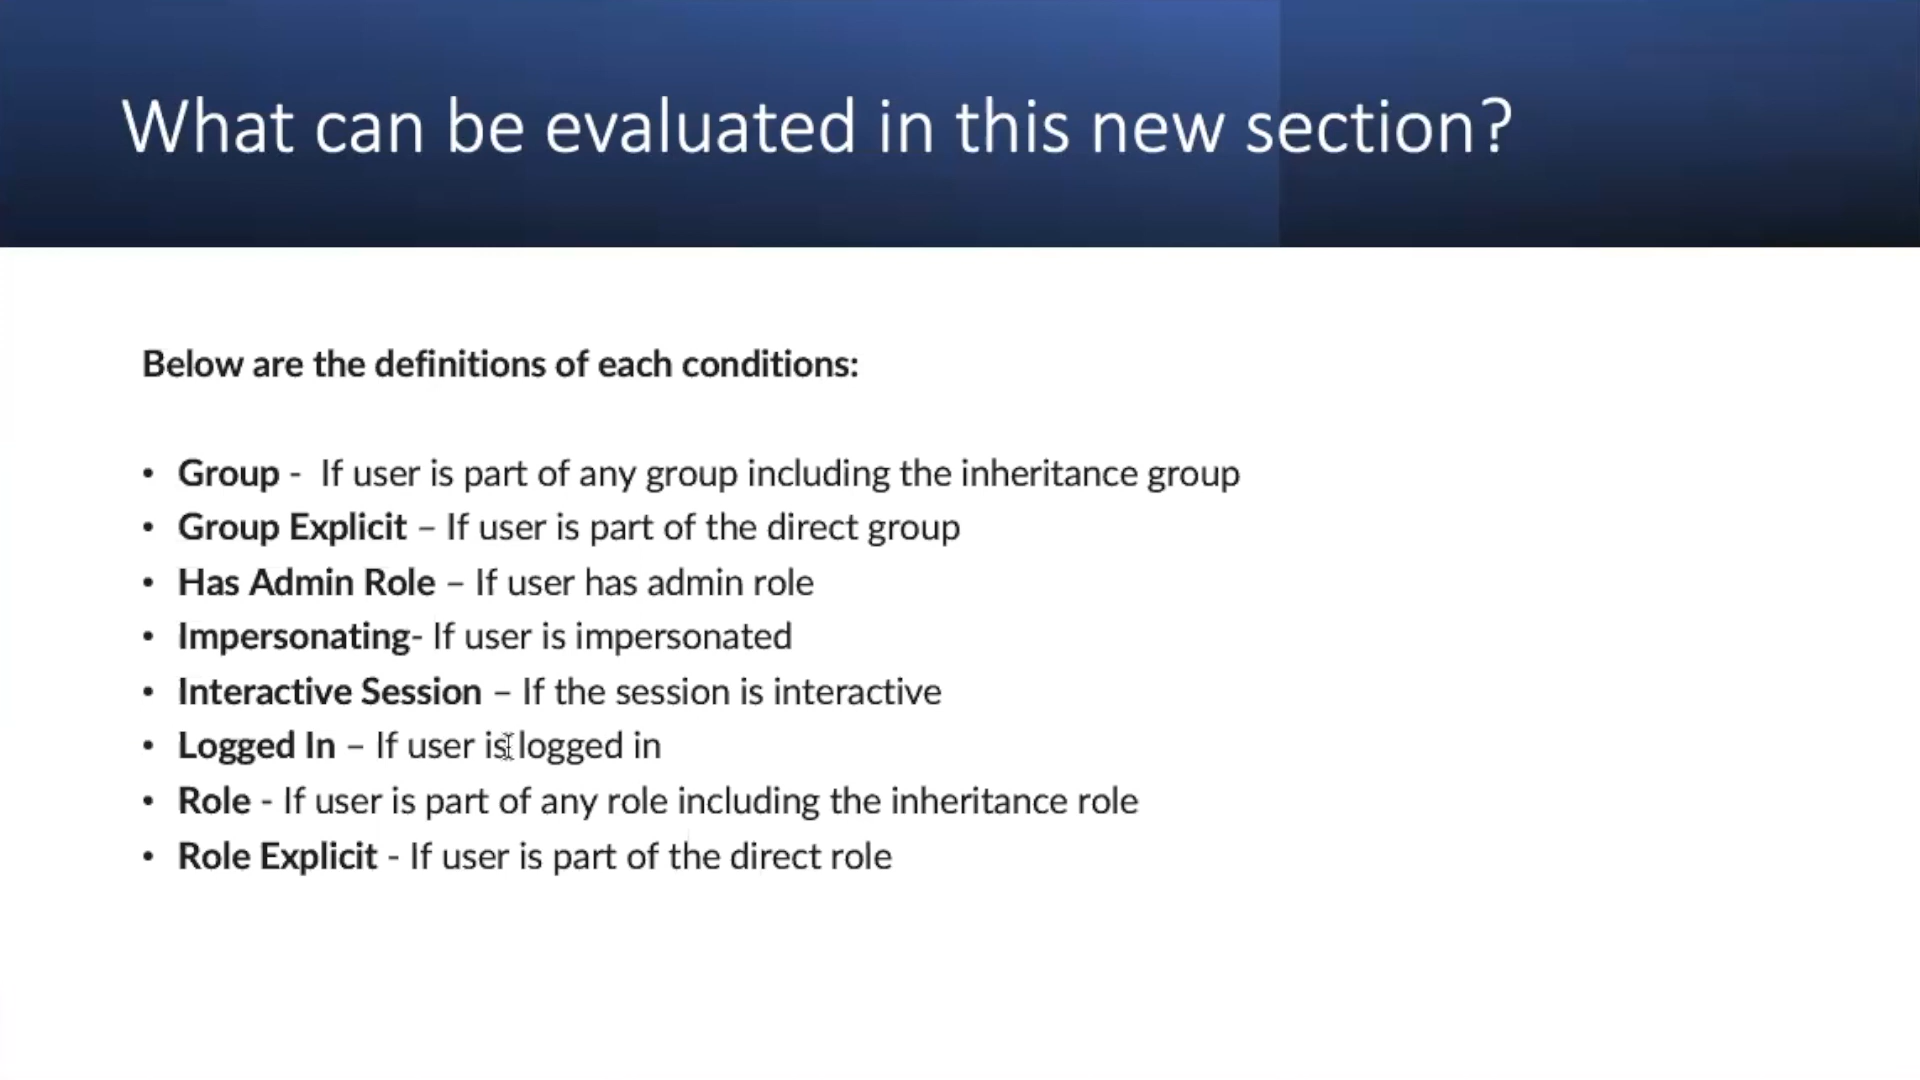 What can be evaluated in this new section?
Below are the definitions of each conditions:
• Group -  If user is part of any group including the inheritance group
• Group Explicit – If user is part of the direct group
• Has Admin Role – If user has admin role
• Impersonating- If user is impersonated
• Interactive Session – If the session is interactive
• Logged In – If user is logged in
• Role - If user is part of any role including the inheritance role
• Role Explicit - If user is part of the direct role